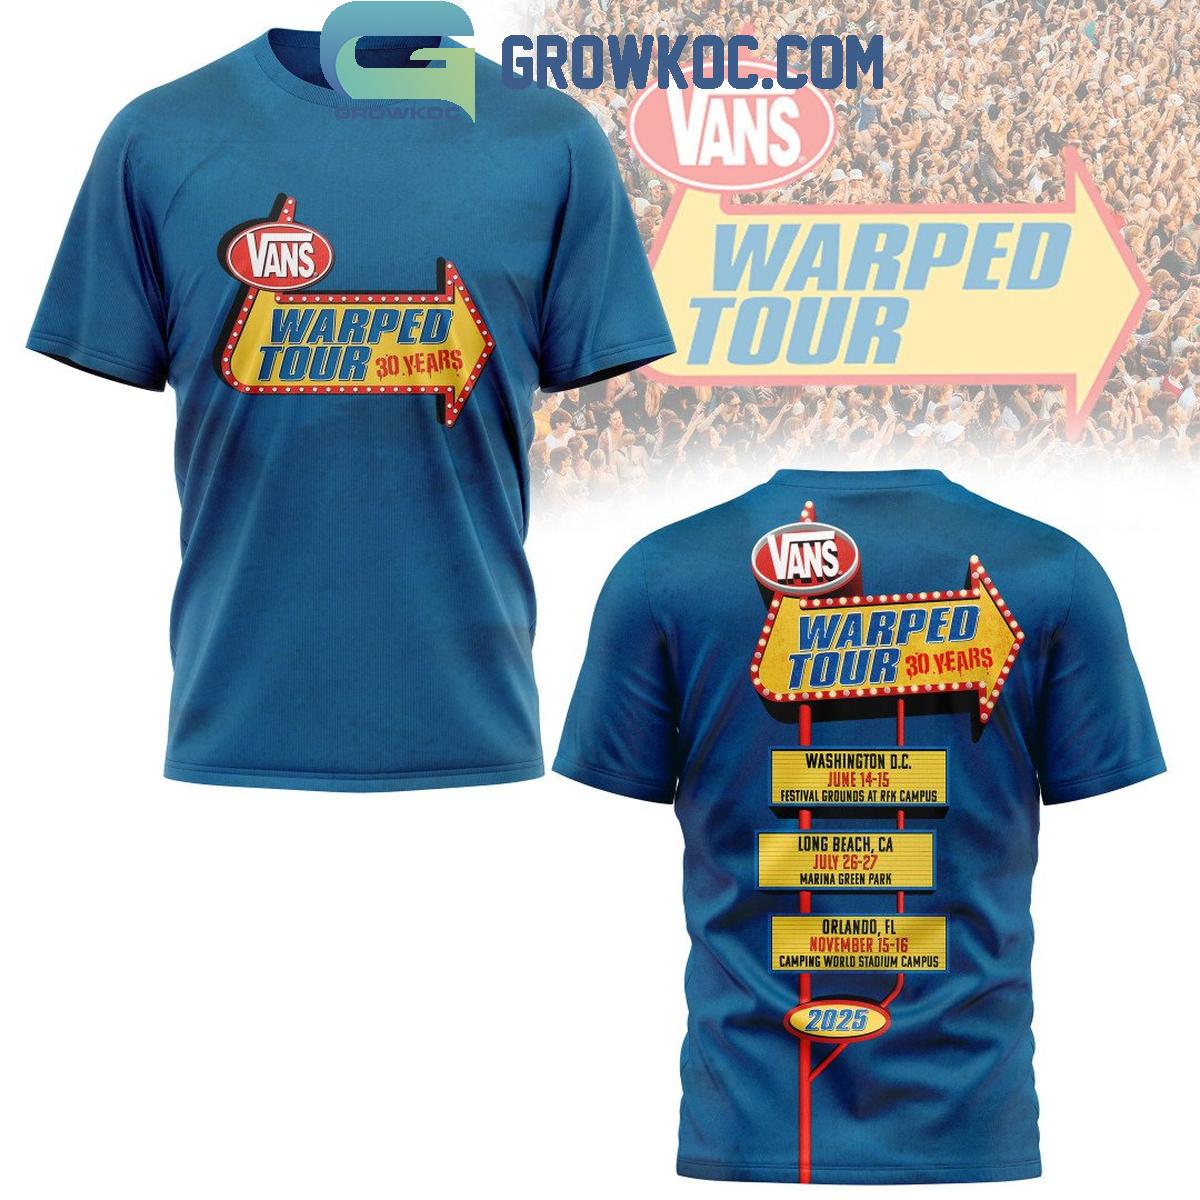 GROWKOC
GROWKOC.COM
VANS
WARPED
TOUR
VANS
WARPED
TOUR 30 YEARS
VANS
WARPED
TOUR 30 YEARS
WASHINGTON D.C.
JUNE 14-15
FESTIVAL GROUNDS AT RFK CAMPUS
LONG BEACH, CA
JULY 26-27
MARINA GREEN PARK
ORLANDO, FL
NOVEMBER 15-16
CAMPING WORLD STADIUM CAMPUS
2025